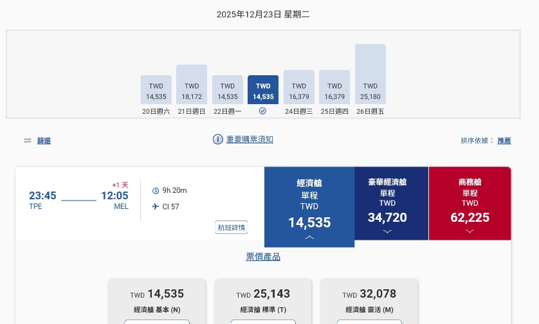 2025年12月23日 星期二
TWD 14,535
TWD 18,172
TWD 14,535
TWD 14,535
TWD 16,379
TWD 16,379
TWD 25,180
20日週六 21日週日 22日週一 24日週三 25日週四 26日週五
篩選 重要購票須知 排序依據： 推薦
+1 天
23:45 12:05
TPE MEL
9h 20m
CI 57
航班詳情
經濟艙
單程
TWD
14,535
豪華經濟艙
單程
TWD
34,720
商務艙
單程
TWD
62,225
票價產品
TWD 14,535
經濟艙 基本 (N)
TWD 25,143
經濟艙 標準 (T)
TWD 32,078
經濟艙 靈活 (M)